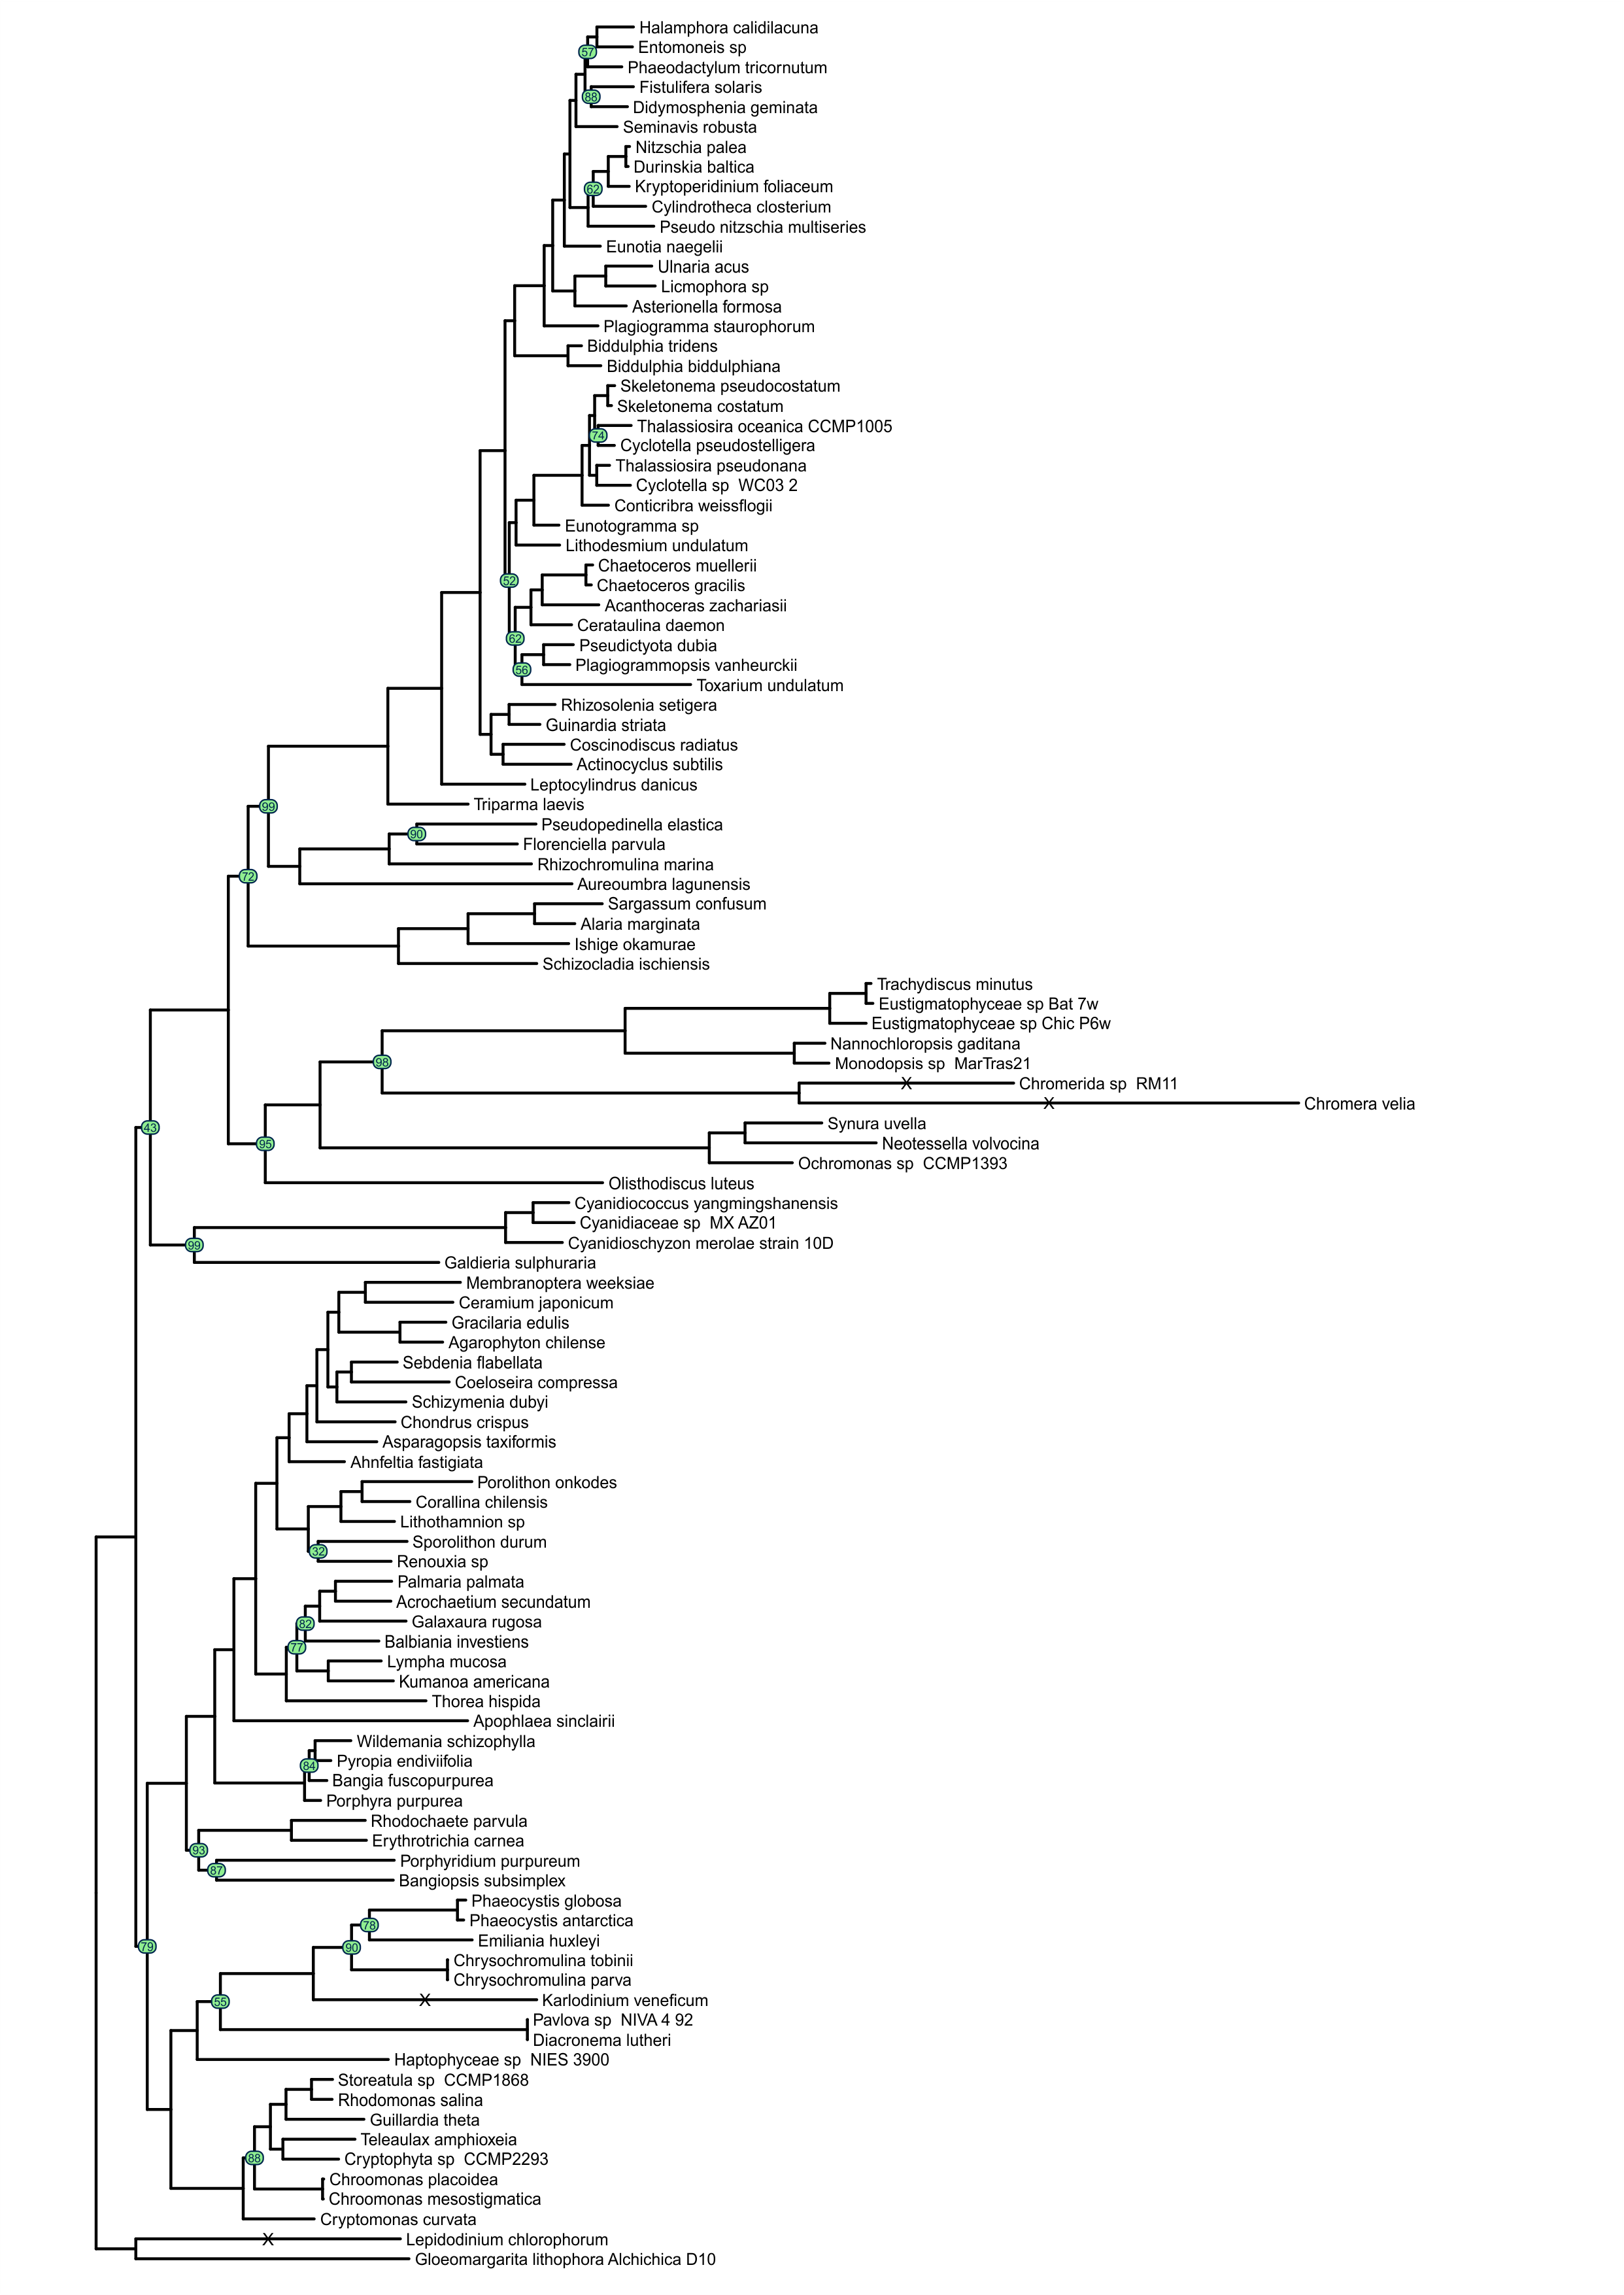 Halamphora calidilacuna
Entomoneis sp
57
Phaeodactylum tricornutum
Fistulifera solaris
88
Didymosphenia geminata
Seminavis robusta
Nitzschia palea
Durinskia baltica
Kryptoperidinium foliaceum
62
Cylindrotheca closterium
Pseudo nitzschia multiseries
Eunotia naegelii
Ulnaria acus
Licmophora sp
Asterionella formosa
Plagiogramma staurophorum
Biddulphia tridens
Biddulphia biddulphiana
Skeletonema pseudocostatum
Skeletonema costatum
Thalassiosira oceanica CCMP1005
74
Cyclotella pseudostelligera
Thalassiosira pseudonana
Cyclotella sp WC03 2
Conticribra weissflogii
Eunotogramma sp
Lithodesmium undulatum
Chaetoceros muellerii
52
Chaetoceros gracilis
Acanthoceras zachariasii
Cerataulina daemon
62
Pseudictyota dubia
Plagiogrammopsis vanheurckii
56
Toxarium undulatum
Rhizosolenia setigera
Guinardia striata
Coscinodiscus radiatus
Actinocyclus subtilis
Leptocylindrus danicus
Triparma laevis
99
Pseudopedinella elastica
90
Florenciella parvula
Rhizochromulina marina
72
Aureoumbra lagunensis
Sargassum confusum
Alaria marginata
Ishige okamurae
Schizocladia ischiensis
Trachydiscus minutus
Eustigmatophyceae sp Bat 7w
Eustigmatophyceae sp Chic P6w
Nannochloropsis gaditana
98
Monodopsis sp MarTras21
X
Chromerida sp RM11
X
Chromera velia
Synura uvella
43
95
Neotessella volvocina
Ochromonas sp CCMP1393
Olisthodiscus luteus
Cyanidiococcus yangmingshanensis
Cyanidiaceae sp MX AZ01
Cyanidioschyzon merolae strain 10D
99
Galdieria sulphuraria
Membranoptera weeksiae
Ceramium japonicum
Gracilaria edulis
Agarophyton chilense
Sebdenia flabellata
Coeloseira compressa
Schizymenia dubyi
Chondrus crispus
Asparagopsis taxiformis
Ahnfeltia fastigiata
Porolithon onkodes
Corallina chilensis
Lithothamnion sp
Sporolithon durum
32
Renouxia sp
Palmaria palmata
Acrochaetium secundatum
Galaxaura rugosa
82
Balbiania investiens
77
Lympha mucosa
Kumanoa americana
Thorea hispida
Apophlaea sinclairii
Wildemania schizophylla
Pyropia endiviifolia
84
Bangia fuscopurpurea
Porphyra purpurea
Rhodochaete parvula
Erythrotrichia carnea
93
Porphyridium purpureum
87
Bangiopsis subsimplex
Phaeocystis globosa
Phaeocystis antarctica
78
Emiliania huxleyi
79
90
Chrysochromulina tobinii
Chrysochromulina parva
X
Karlodinium veneficum
55
Pavlova sp NIVA 4 92
Diacronema lutheri
Haptophyceae sp NIES 3900
Storeatula sp CCMP1868
Rhodomonas salina
Guillardia theta
Teleaulax amphioxeia
88
Cryptophyta sp CCMP2293
Chroomonas placoidea
Chroomonas mesostigmatica
Cryptomonas curvata
X
Lepidodinium chlorophorum
Gloeomargarita lithophora Alchichica D10